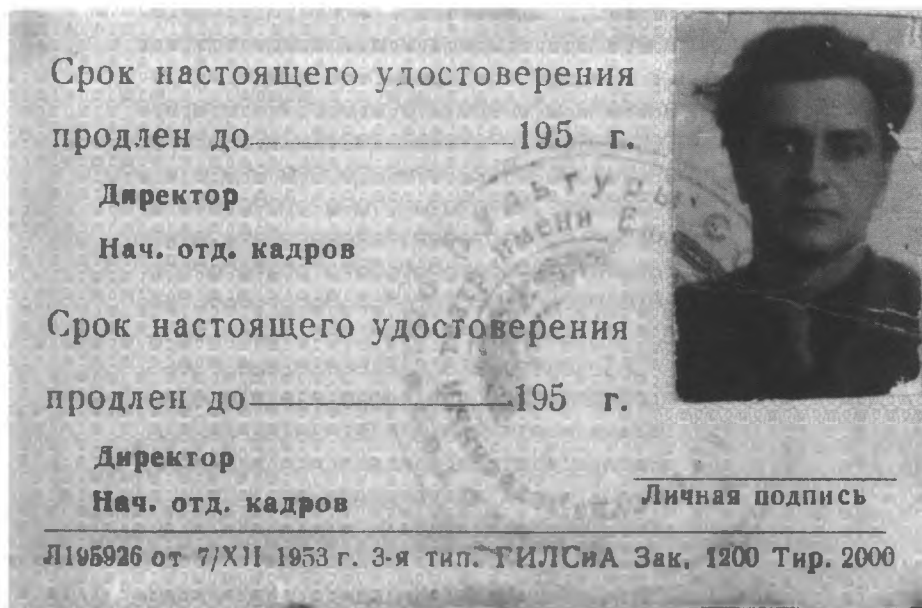 Срок настоящего удостоверения
продлен до 195 г.
Директор
Нач. отд. кадров
имени
Срок настоящего удостоверения
продлен до 195 г.
Директор
Нач. отд. кадров
Личная подпись
Л195926 от 7/XII 1953 г. 3-я тип. ГИЛСиА Зак. 1200 Тир. 2000